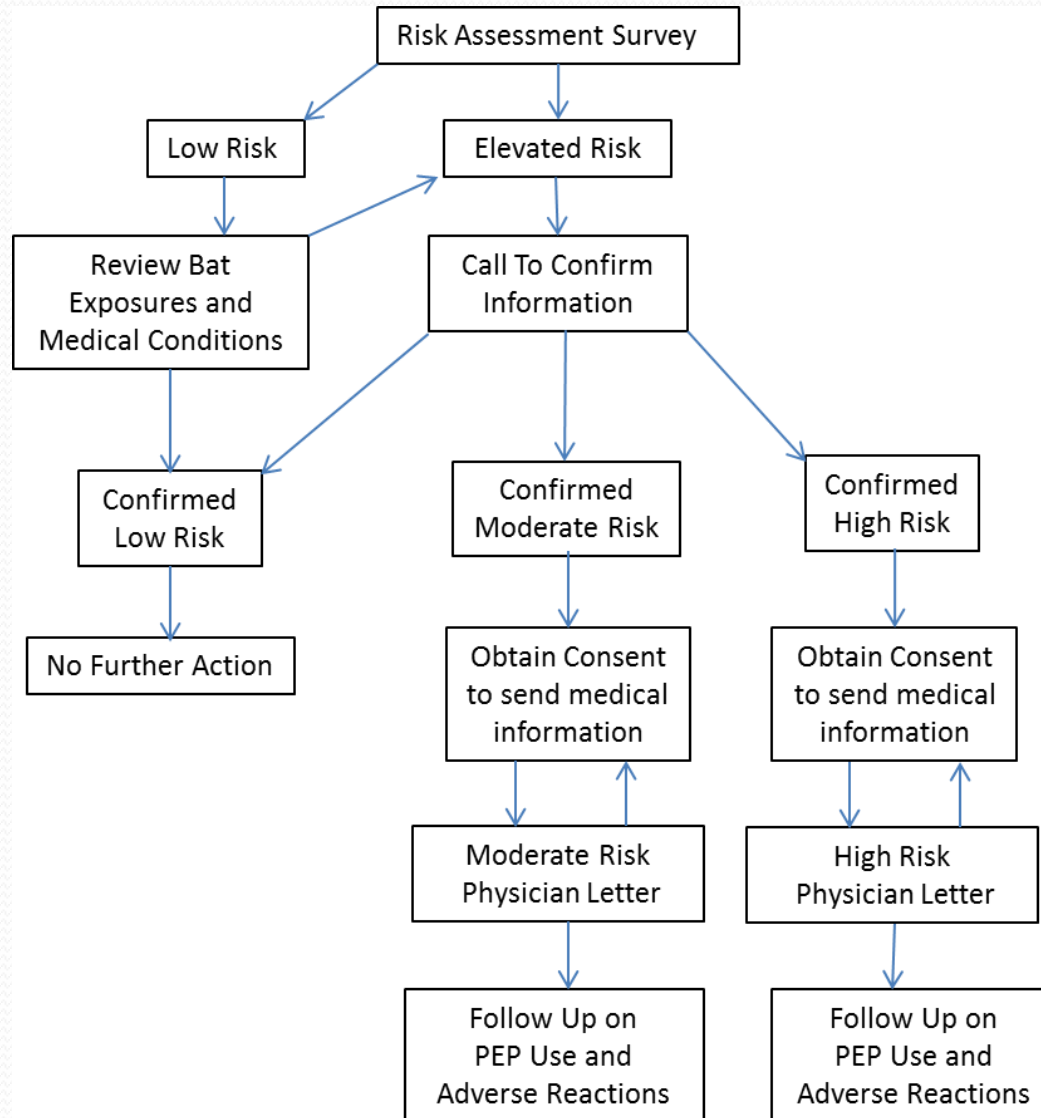 Risk Assessment Survey
Low Risk
Elevated Risk
Review Bat
Exposures and
Medical Conditions
Call To Confirm
Information
Confirmed
Low Risk
Confirmed
Moderate Risk
Confirmed
High Risk
No Further Action
Obtain Consent
to send medical
information
Obtain Consent
to send medical
information
Moderate Risk
Physician Letter
High Risk
Physician Letter
Follow Up on
PEP Use and
Adverse Reactions
Follow Up on
PEP Use and
Adverse Reactions